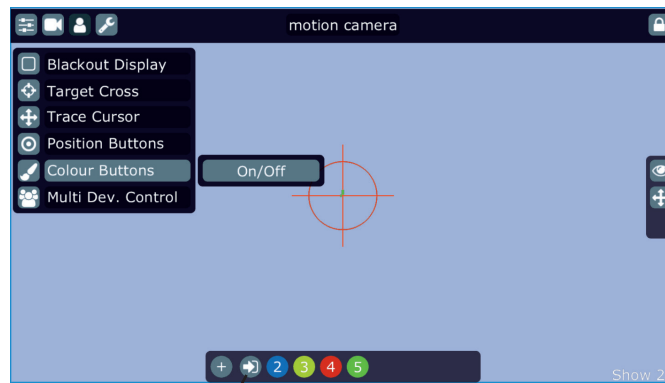 motion camera
Blackout Display
Target Cross
Trace Cursor
Position Buttons
Colour Buttons
On/Off
Multi Dev. Control
+ 2 3 4 5
Show 2